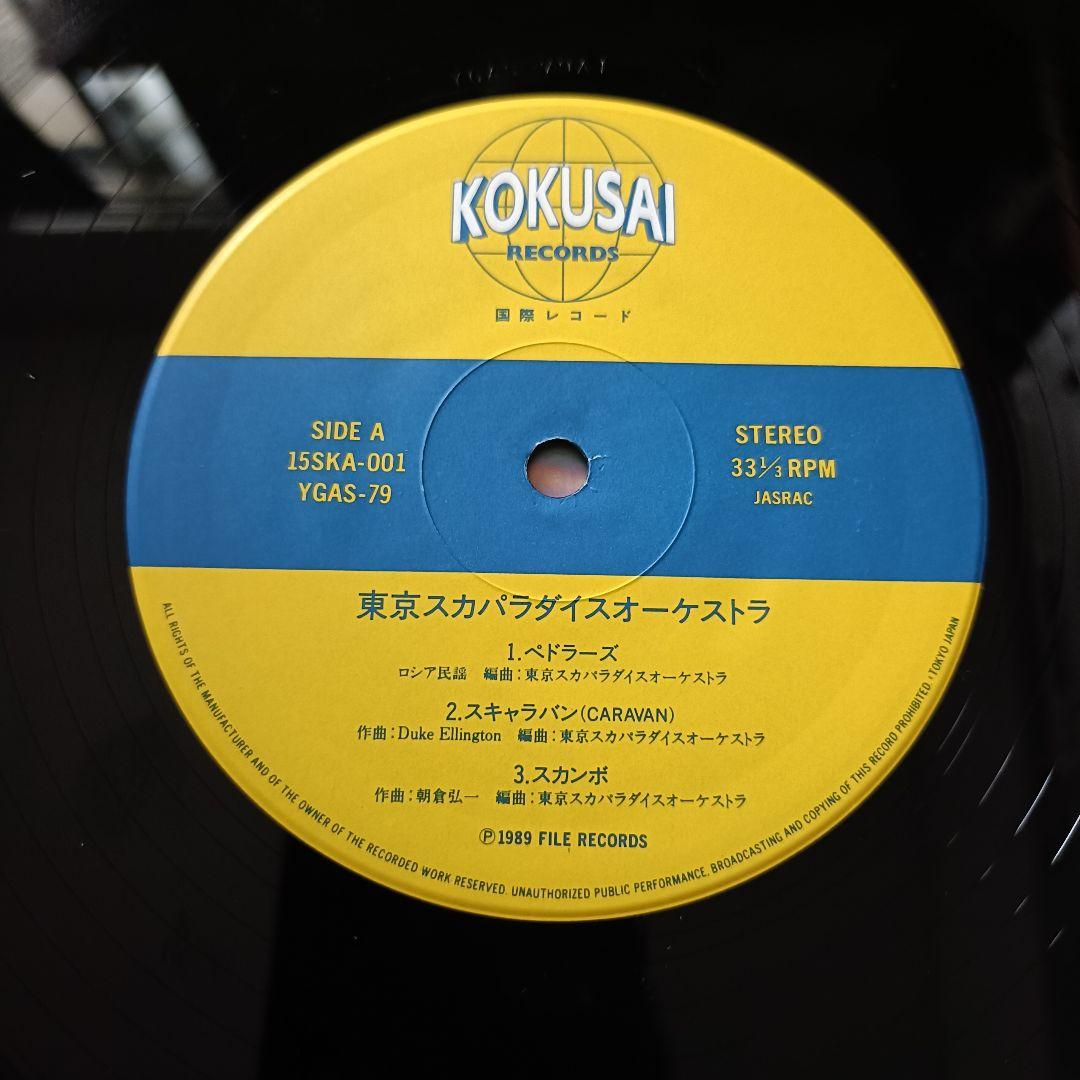 KOKUSAI
RECORDS
国際レコード
SIDE A
15SKA-001
YGAS-79
STEREO
33⅓ RPM
JASRAC
東京スカパラダイスオーケストラ
1.ペドラーズ
ロシア民謡 編曲:東京スカパラダイスオーケストラ
2.スキャラバン(CARAVAN)
作曲:Duke Ellington 編曲:東京スカパラダイスオーケストラ
3.スカンボ
作曲:朝倉弘一 編曲:東京スカパラダイスオーケストラ
Ⓟ1989 FILE RECORDS
ALL RIGHTS OF THE MANUFACTURER AND OF THE OWNER OF THE RECORDED WORK RESERVED. UNAUTHORIZED PUBLIC PERFORMANCE, BROADCASTING AND COPYING OF THIS RECORD PROHIBITED. TOKYO JAPAN